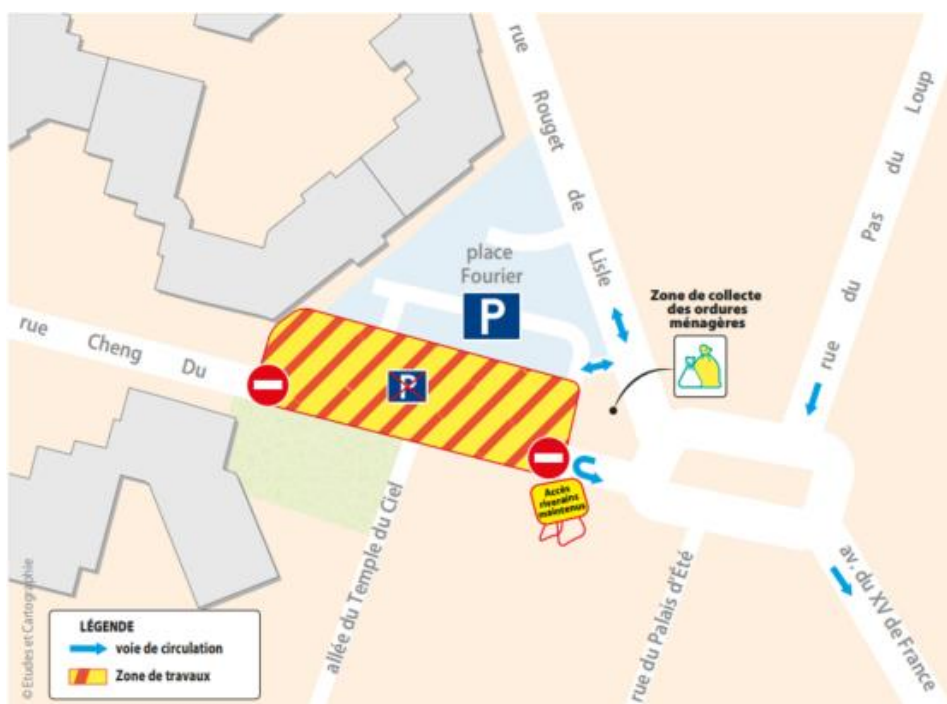 rue Rouget de Lisle
rue du Pas du Loup
place
Fourier
P
Zone de collecte
des ordures
ménagères
rue Cheng Du
P
Accès
riverains
maintenus
allée du Temple du Ciel
rue du Palais d'Été
av. du XV de France
© Etudes et Cartographie
LÉGENDE
voie de circulation
Zone de travaux